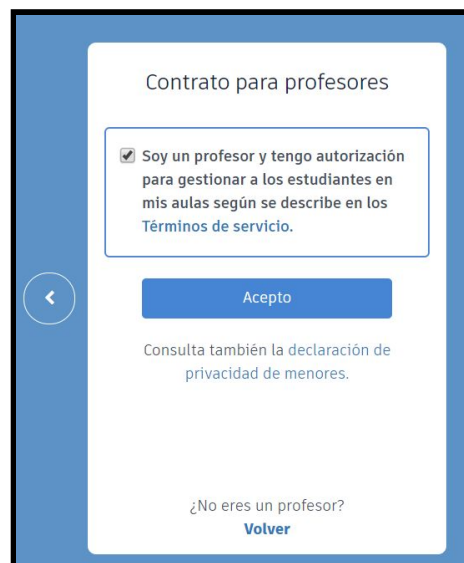 Contrato para profesores
Soy un profesor y tengo autorización
para gestionar a los estudiantes en
mis aulas según se describe en los
Términos de servicio.
Acepto
Consulta también la declaración de
privacidad de menores.
¿No eres un profesor?
Volver